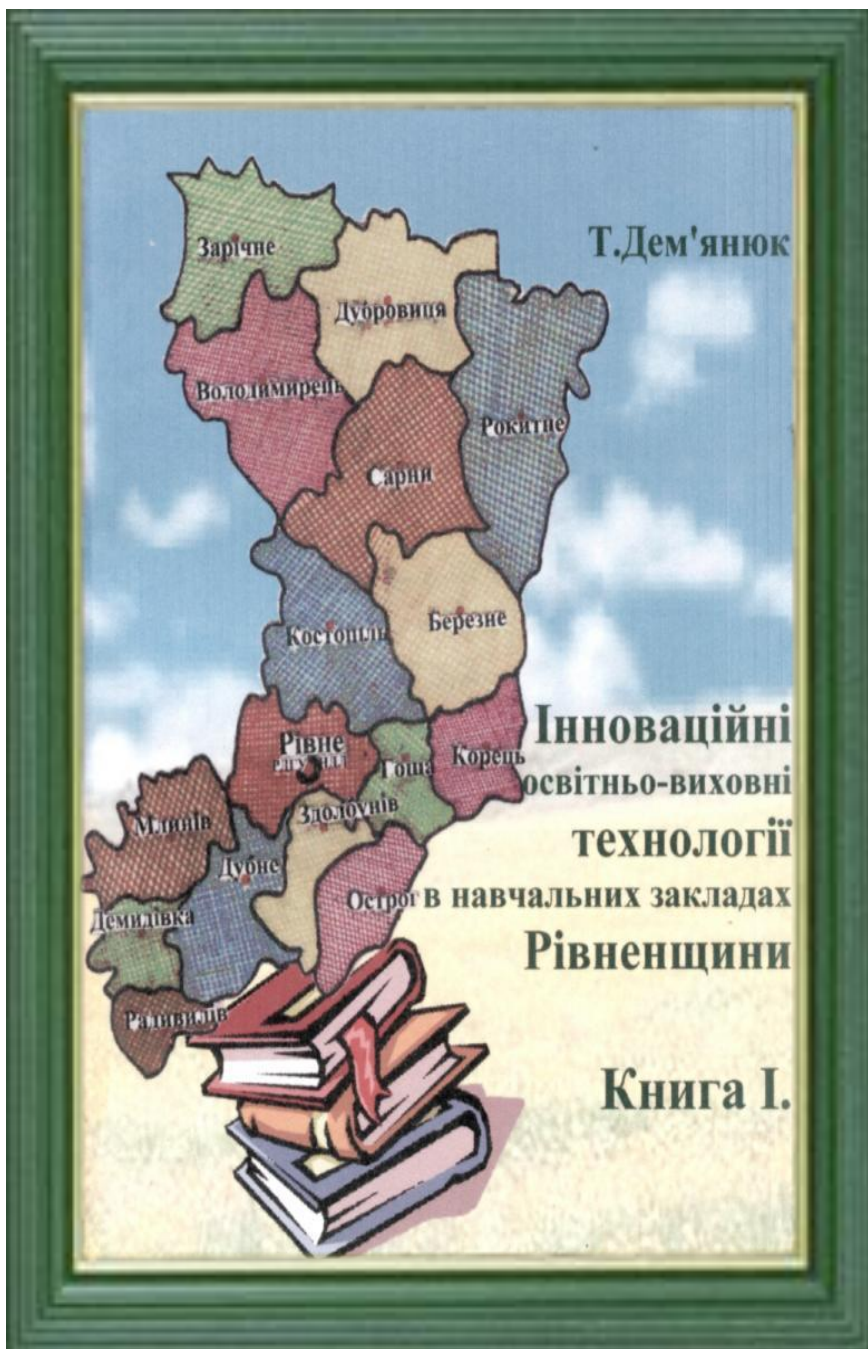 Т.Дем'янюк
Зарічне
Дубровиця
Володимирець
Рокитне
Сарни
Березне
Костопіль
Інноваційні
Рівне
Гоща
Корець
освітньо-виховні
Здолбунів
Млинів
технології
Дубне
Острог
в навчальних закладах
Демидівка
Рівненщини
Радивилів
Книга І.